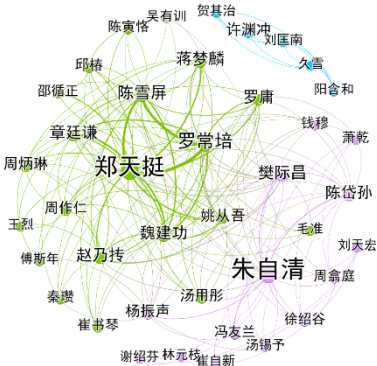 吴有训
贺其治
陈寅恪
许渊冲
刘匡南
邱椿
蒋梦麟
久雪
邵循正
陈雪屏
罗庸
阳含和
钱穆
章廷谦
罗常培
萧乾
周炳琳
郑天挺
樊际昌
陈岱孙
周作仁
姚从吾
王烈
魏建功
毛准
刘天宏
傅斯年
赵乃抟
朱自清
周龠庭
秦瓒
汤用彤
杨振声
徐绍谷
崔书琴
冯友兰
汤锡予
谢绍芬
林元枝
崔自新